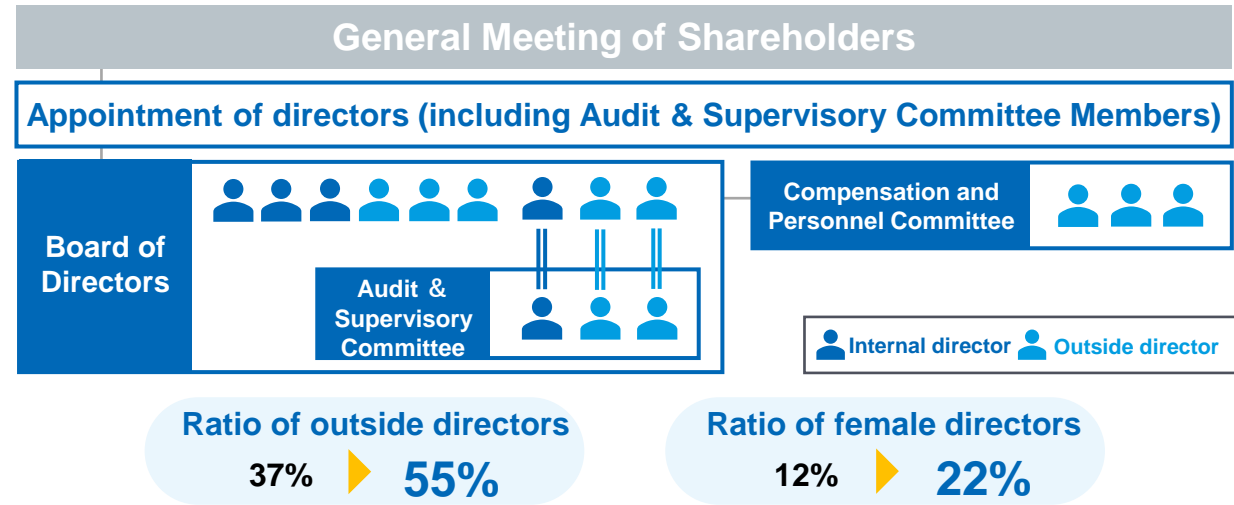 General Meeting of Shareholders
Appointment of directors (including Audit & Supervisory Committee Members)
Board of
Directors
Audit & 
Supervisory
Committee
Compensation and
Personnel Committee
Internal director
Outside director
Ratio of outside directors
37%
55%
Ratio of female directors
12%
22%